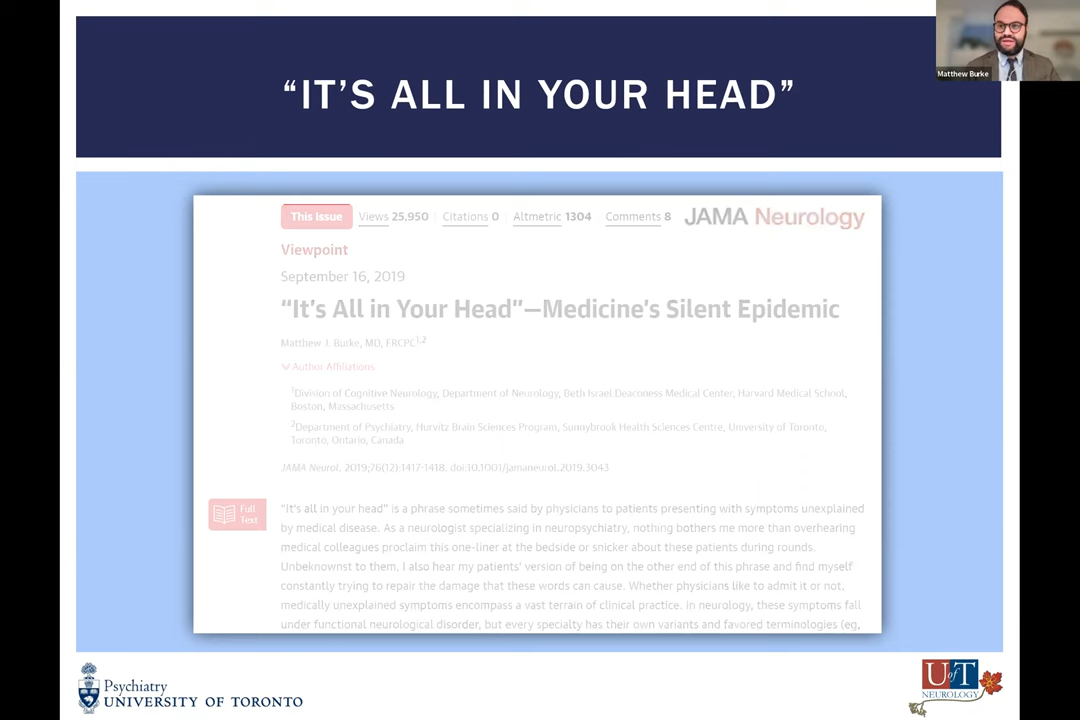 Matthew Burke
“IT’S ALL IN YOUR HEAD”
This Issue Views 25,950 Citations 0 Altmetric 1304 Comments 8 JAMA Neurology
Viewpoint
September 16, 2019
“It’s All in Your Head”—Medicine’s Silent Epidemic
Matthew J. Burke, MD, FRCPC1,2
Author Affiliations
1Division of Cognitive Neurology, Department of Neurology, Beth Israel Deaconess Medical Center, Harvard Medical School,
Boston, Massachusetts
2Department of Psychiatry, Hurvitz Brain Sciences Program, Sunnybrook Health Sciences Centre, University of Toronto,
Toronto, Ontario, Canada
JAMA Neurol. 2019;76(12):1417-1418. doi:10.1001/jamaneurol.2019.3043
Full
Text
“It’s all in your head” is a phrase sometimes said by physicians to patients presenting with symptoms unexplained
by medical disease. As a neurologist specializing in neuropsychiatry, nothing bothers me more than overhearing
medical colleagues proclaim this one-liner at the bedside or snicker about these patients during rounds.
Unbeknownst to them, I also hear my patients’ version of being on the other end of this phrase and find myself
constantly trying to repair the damage that these words can cause. Whether physicians like to admit it or not,
medically unexplained symptoms encompass a vast terrain of clinical practice. In neurology, these symptoms fall
under functional neurological disorder, but every specialty has their own variants and favored terminologies (eg,
Psychiatry
UNIVERSITY OF TORONTO
U of T
NEUROLOGY